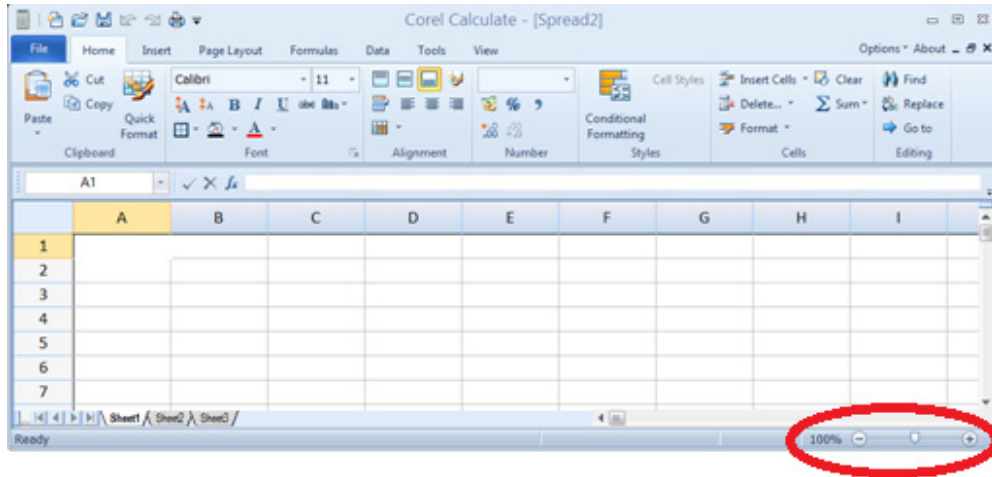 Corel Calculate - [Spread2]
File Home Insert Page Layout Formulas Data Tools View Options About
Cut Calibri 11 Cell Styles Insert Cells Clear Find
Copy B I U abc Delete... Σ Sum Replace
Paste Quick Format A % , Conditional Formatting Format Go to
Clipboard Font Alignment Number Styles Cells Editing
A1 fx
A B C D E F G H I
1
2
3
4
5
6
7
Sheet1 Sheet2 Sheet3
Ready 100%